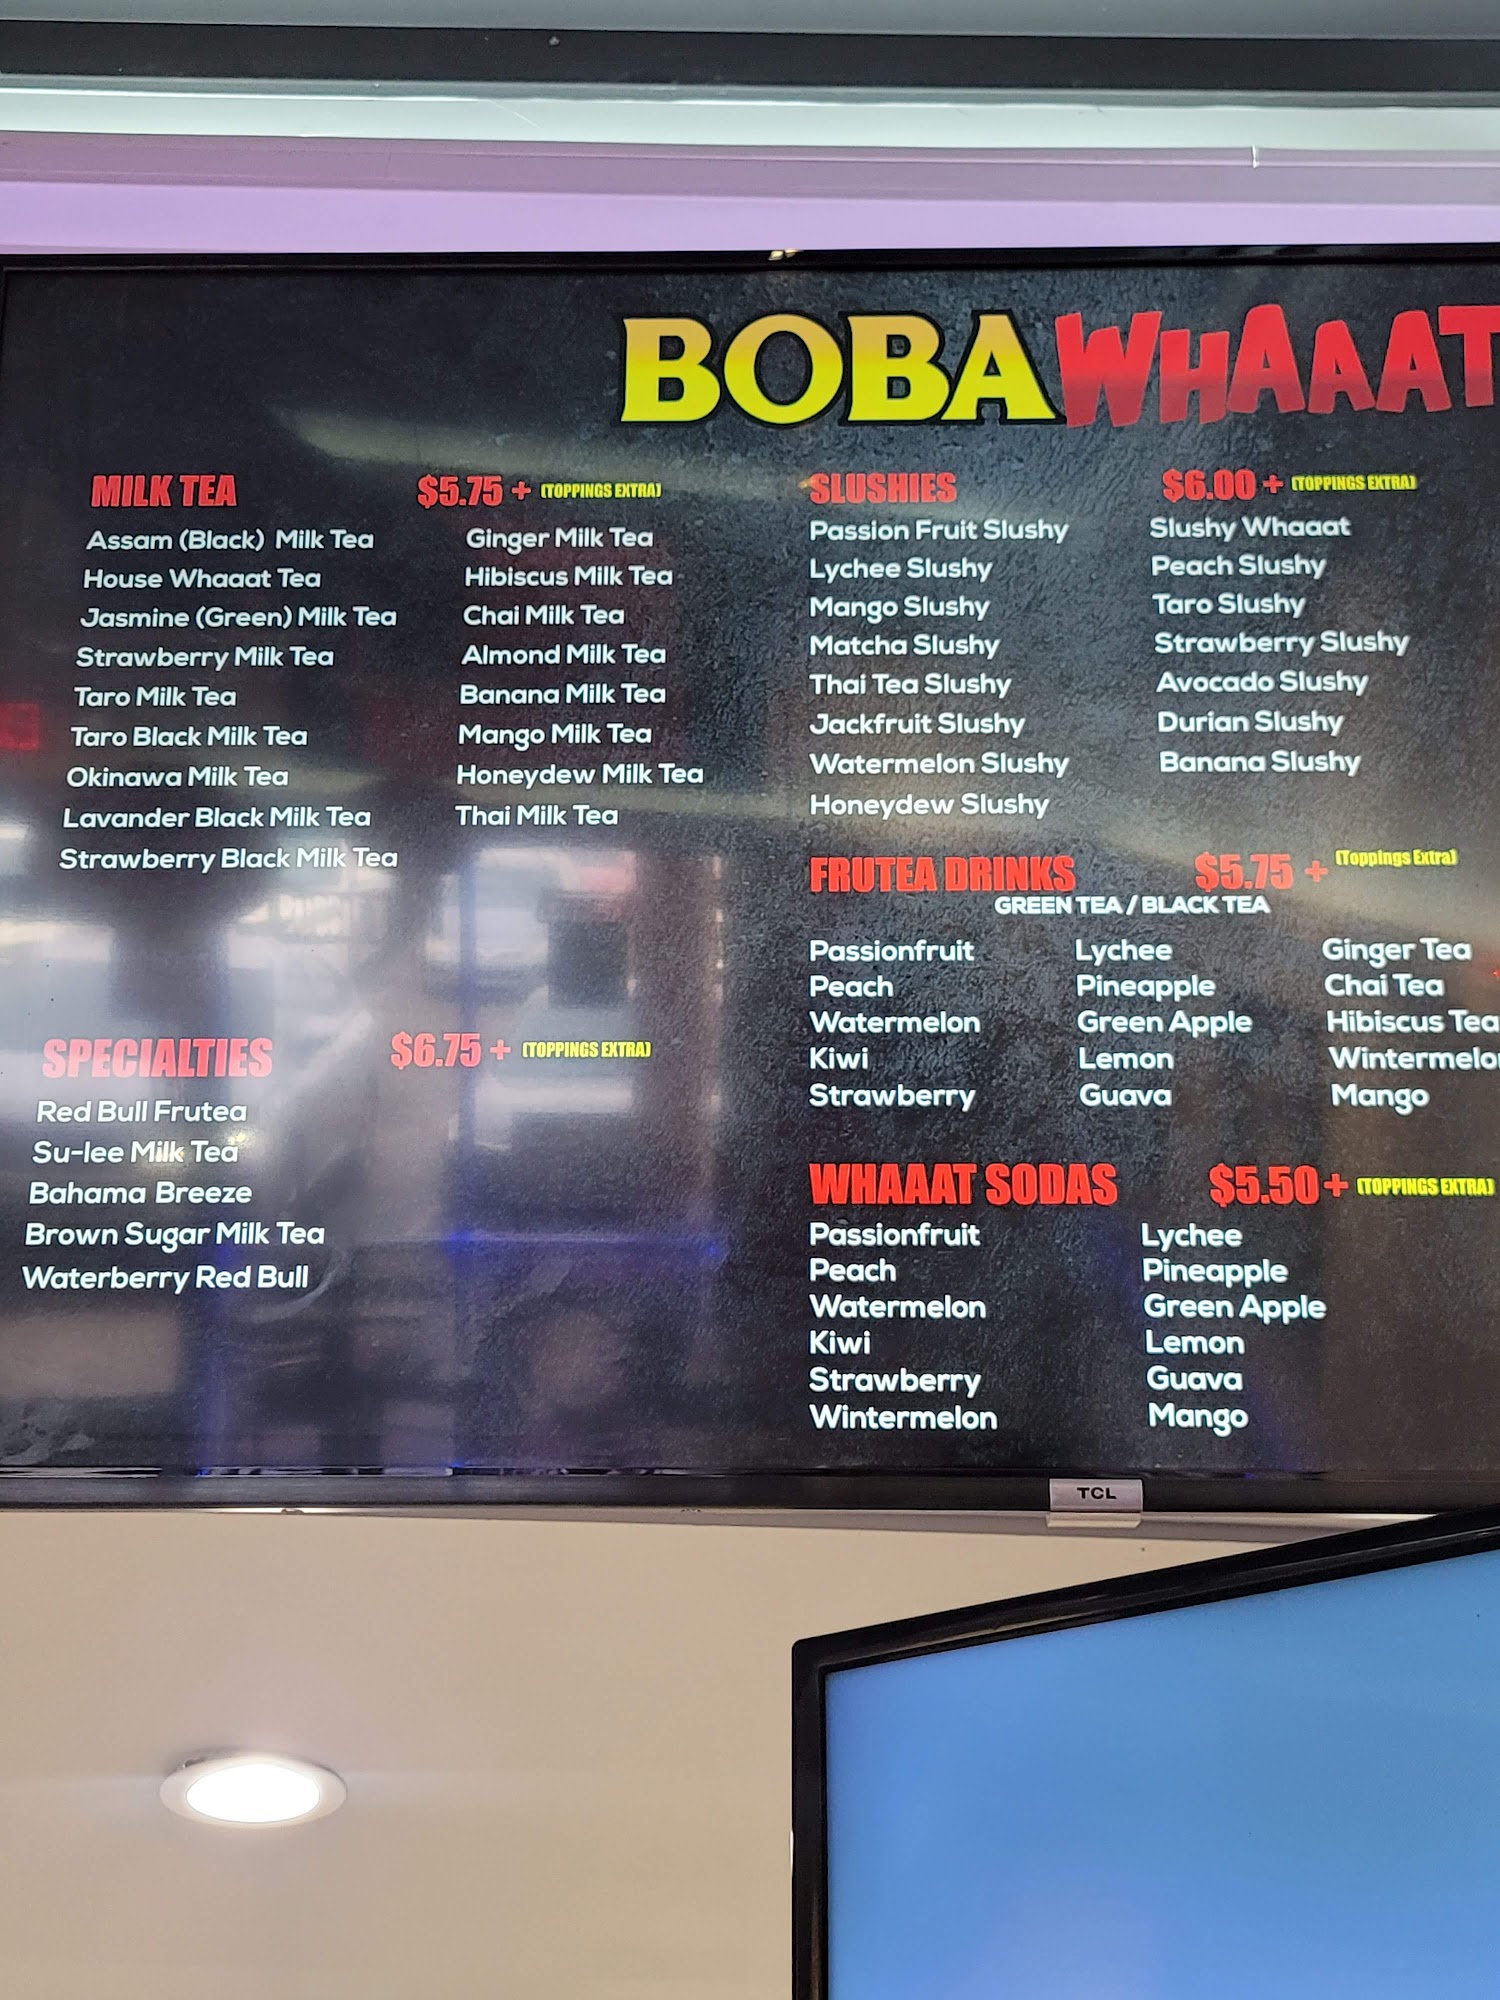 BOBAWHAAAT
MILK TEA $5.75 + (TOPPINGS EXTRA)
Assam (Black) Milk Tea
House Whaaat Tea
Jasmine (Green) Milk Tea
Strawberry Milk Tea
Taro Milk Tea
Taro Black Milk Tea
Okinawa Milk Tea
Lavander Black Milk Tea
Strawberry Black Milk Tea
Ginger Milk Tea
Hibiscus Milk Tea
Chai Milk Tea
Almond Milk Tea
Banana Milk Tea
Mango Milk Tea
Honeydew Milk Tea
Thai Milk Tea
SPECIALTIES $6.75 + (TOPPINGS EXTRA)
Red Bull Frutea
Su-lee Milk Tea
Bahama Breeze
Brown Sugar Milk Tea
Waterberry Red Bull
SLUSHIES $6.00 + (TOPPINGS EXTRA)
Passion Fruit Slushy
Lychee Slushy
Mango Slushy
Matcha Slushy
Thai Tea Slushy
Jackfruit Slushy
Watermelon Slushy
Honeydew Slushy
Slushy Whaaat
Peach Slushy
Taro Slushy
Strawberry Slushy
Avocado Slushy
Durian Slushy
Banana Slushy
FRUTEA DRINKS $5.75 + (Toppings Extra)
GREEN TEA / BLACK TEA
Passionfruit
Peach
Watermelon
Kiwi
Strawberry
Lychee
Pineapple
Green Apple
Lemon
Guava
Ginger Tea
Chai Tea
Hibiscus Tea
Wintermelo
Mango
WHAAAT SODAS $5.50 + (TOPPINGS EXTRA)
Passionfruit
Peach
Watermelon
Kiwi
Strawberry
Wintermelon
Lychee
Pineapple
Green Apple
Lemon
Guava
Mango
TCL